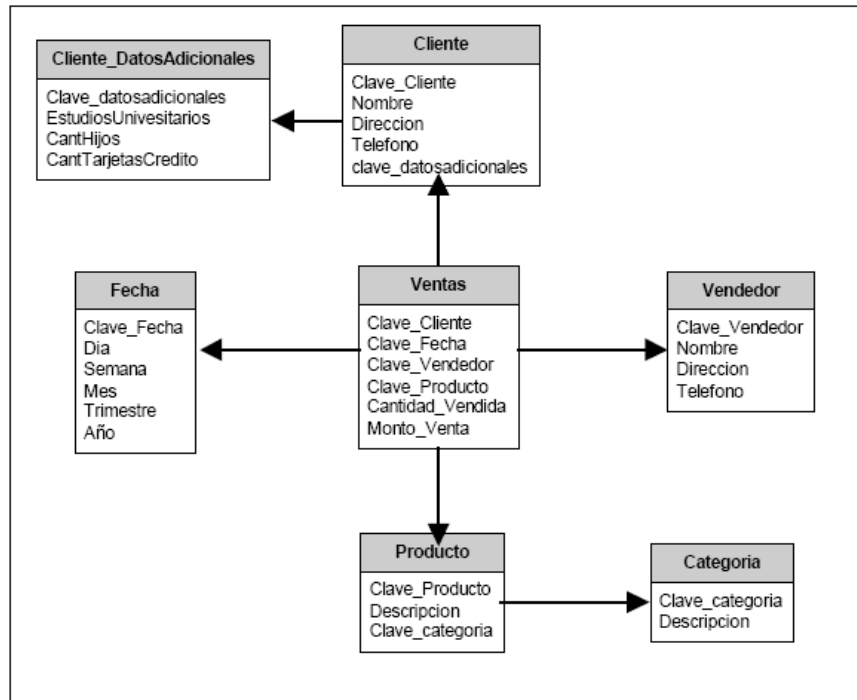 Cliente_DatosAdicionales
Clave_datosadicionales
EstudiosUnivesitarios
CantHijos
CantTarjetasCredito
Cliente
Clave_Cliente
Nombre
Direccion
Telefono
clave_datosadicionales
Fecha
Clave_Fecha
Dia
Semana
Mes
Trimestre
Año
Ventas
Clave_Cliente
Clave_Fecha
Clave_Vendedor
Clave_Producto
Cantidad_Vendida
Monto_Venta
Vendedor
Clave_Vendedor
Nombre
Direccion
Telefono
Producto
Clave_Producto
Descripcion
Clave_categoria
Categoria
Clave_categoria
Descripcion